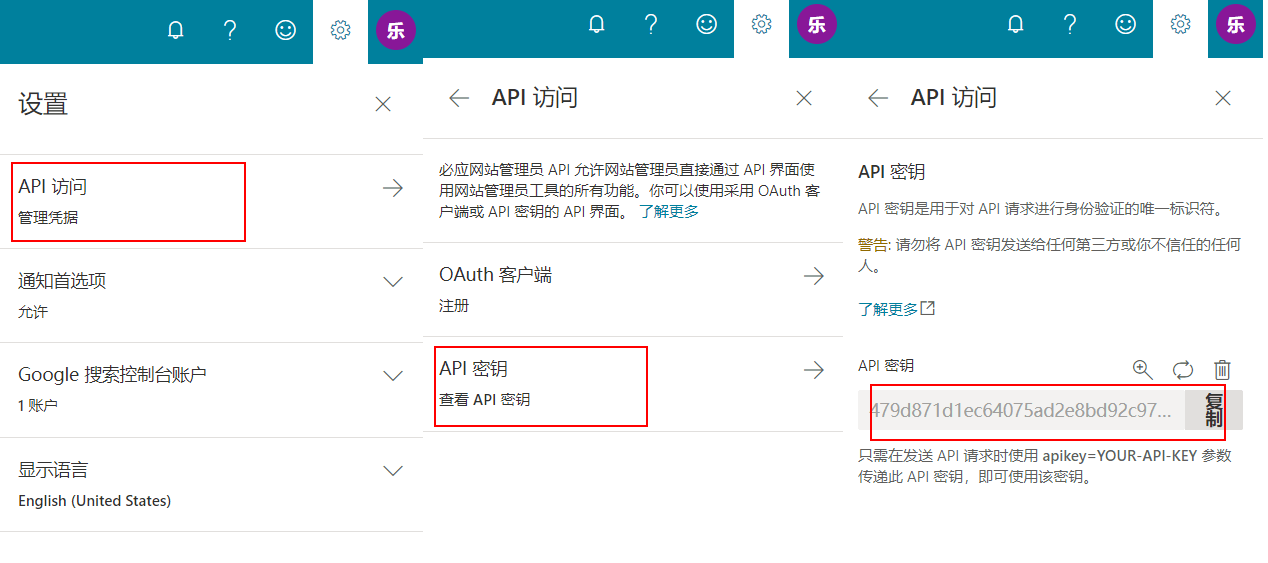 乐
设置
API 访问
管理凭据
通知首选项
允许
Google 搜索控制台账户
1 账户
显示语言
English (United States)
乐
API 访问
必应网站管理员 API 允许网站管理员直接通过 API 界面使
用网站管理员工具的所有功能。你可以使用采用 OAuth 客
户端或 API 密钥的 API 界面。 了解更多
OAuth 客户端
注册
API 密钥
查看 API 密钥
乐
API 访问
API 密钥
API 密钥是用于对 API 请求进行身份验证的唯一标识符。
警告: 请勿将 API 密钥发送给任何第三方或你不信任的任何
人。
了解更多
API 密钥
479d871d1ec64075ad2e8bd92c97...
复制
只需在发送 API 请求时使用 apikey=YOUR-API-KEY 参数
传递此 API 密钥，即可使用该密钥。